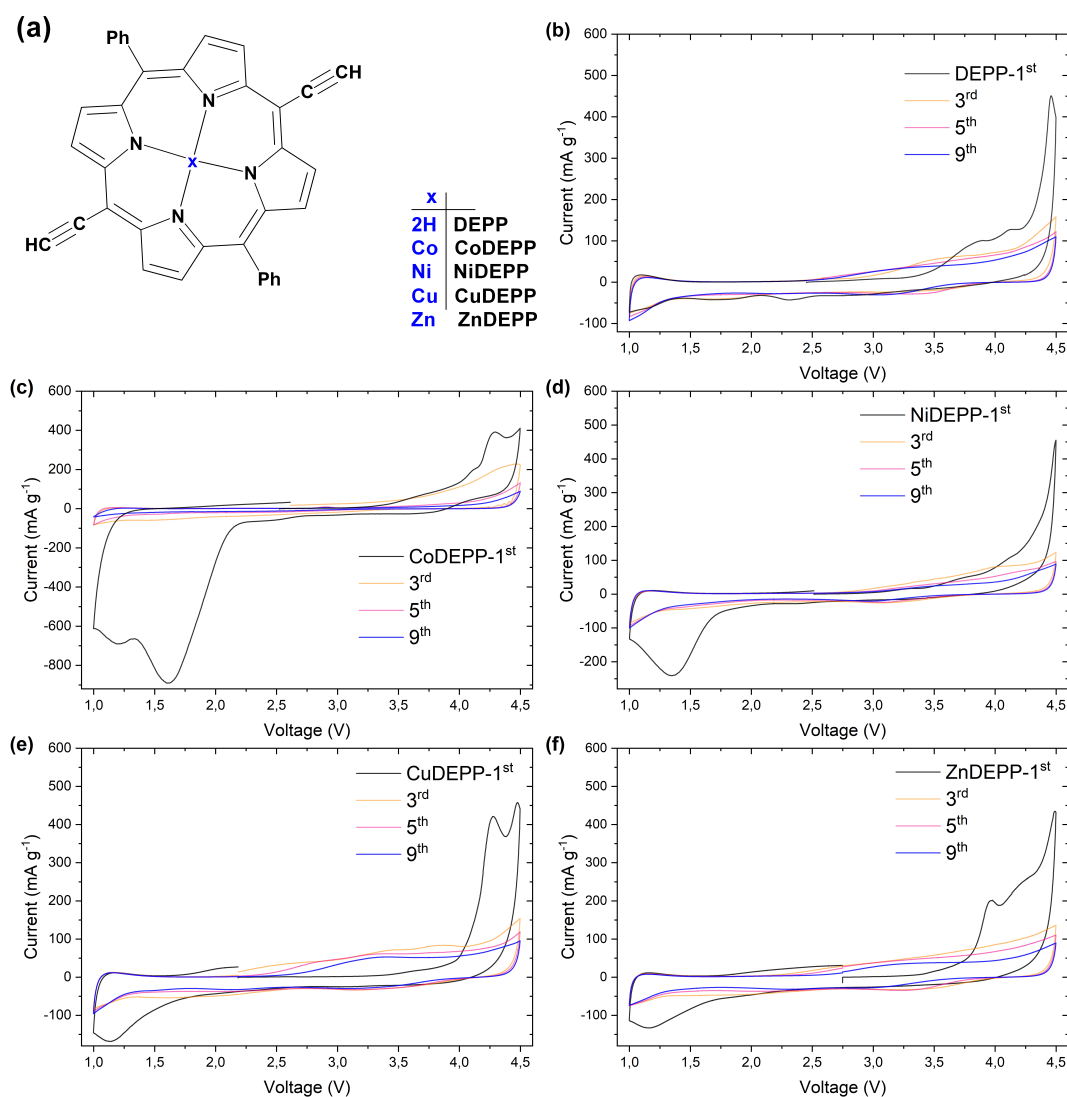 (a)
Ph
CH
N
N
x
N
N
HC
Ph
x
2H DEPP
Co CoDEPP
Ni NiDEPP
Cu CuDEPP
Zn ZnDEPP
(b)
600
500
400
300
200
100
0
-100
Current (mA g-1)
DEPP-1st
3rd
5th
9th
1,0 1,5 2,0 2,5 3,0 3,5 4,0 4,5
Voltage (V)
(c)
600
400
200
0
-200
-400
-600
-800
Current (mA g-1)
CoDEPP-1st
3rd
5th
9th
1,0 1,5 2,0 2,5 3,0 3,5 4,0 4,5
Voltage (V)
(d)
600
500
400
300
200
100
0
-100
-200
Current (mA g-1)
NiDEPP-1st
3rd
5th
9th
1,0 1,5 2,0 2,5 3,0 3,5 4,0 4,5
Voltage (V)
(e)
600
500
400
300
200
100
0
-100
Current (mA g-1)
CuDEPP-1st
3rd
5th
9th
1,0 1,5 2,0 2,5 3,0 3,5 4,0 4,5
Voltage (V)
(f)
600
500
400
300
200
100
0
-100
Current (mA g-1)
ZnDEPP-1st
3rd
5th
9th
1,0 1,5 2,0 2,5 3,0 3,5 4,0 4,5
Voltage (V)